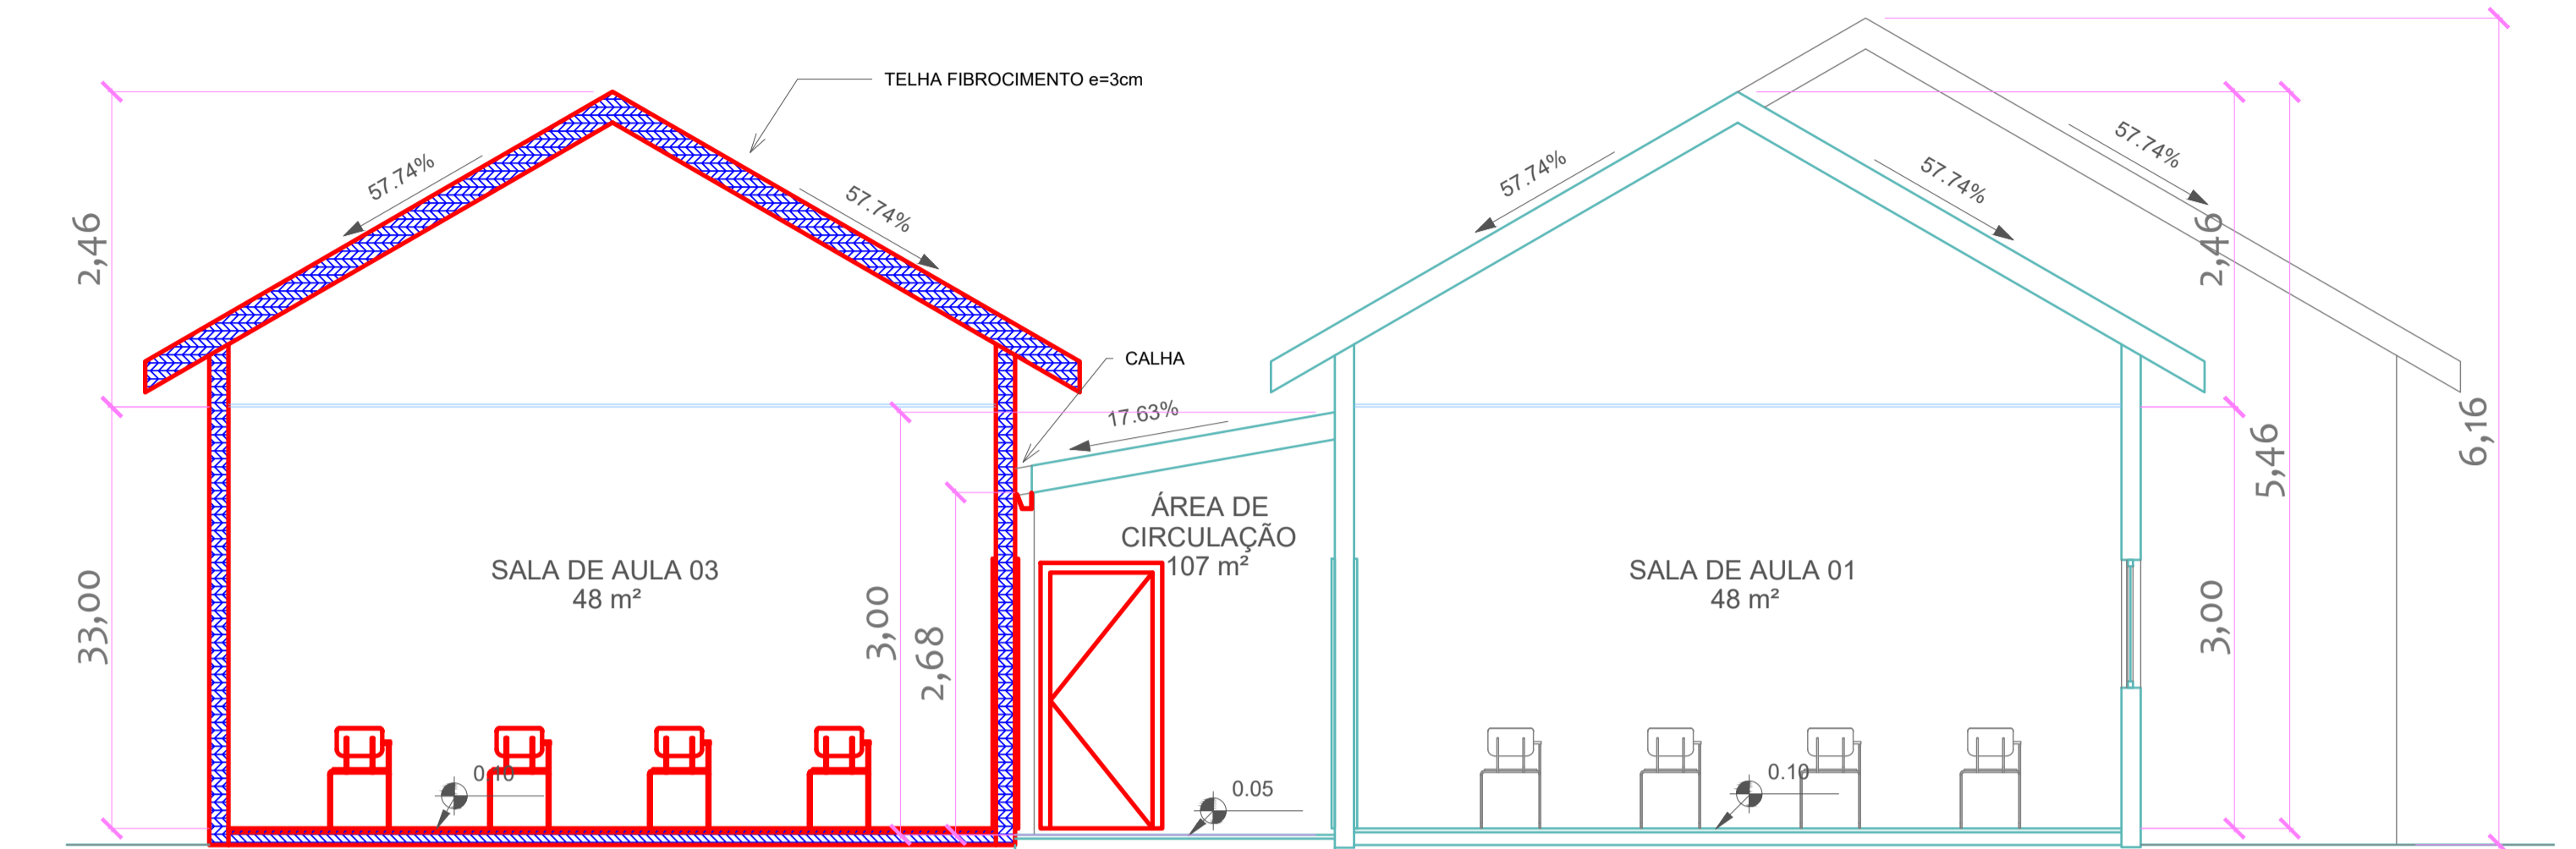 TELHA FIBROCIMENTO e=3cm
57.74%
57.74%
57.74%
57.74%
57.74%
2,46
2,46
CALHA
17.63%
6,16
5,46
ÁREA DE
CIRCULAÇÃO
107 m²
SALA DE AULA 03
48 m²
SALA DE AULA 01
48 m²
33,00
3,00
2,68
3,00
0.10
0.05
0.10